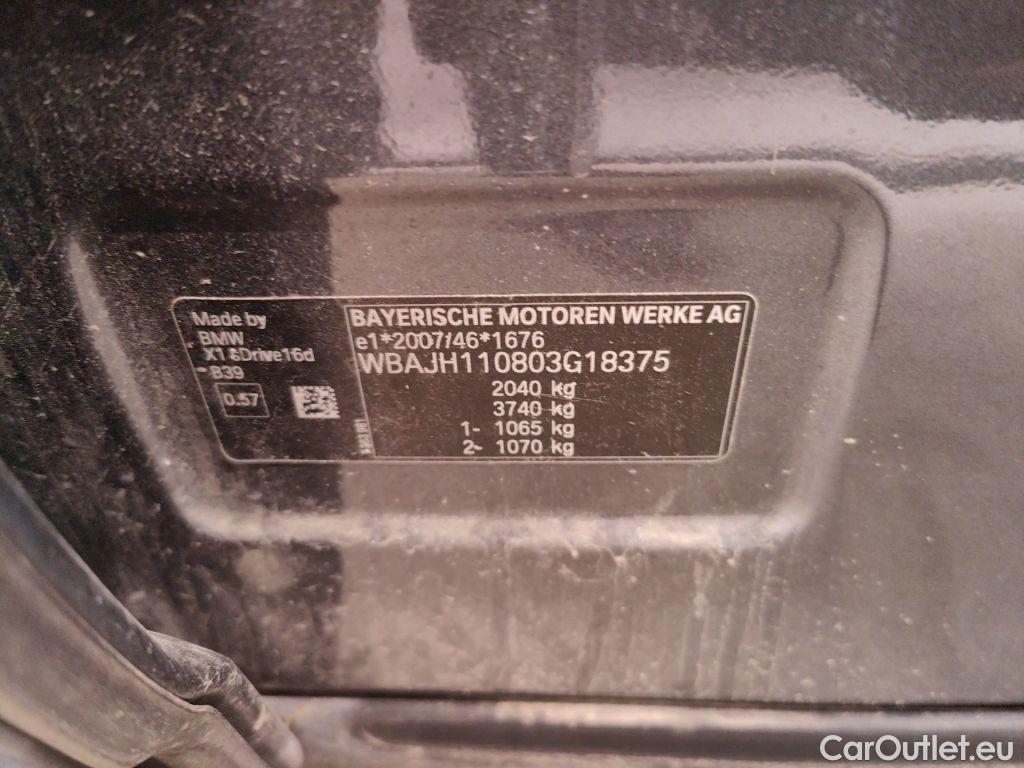 Made by
BMW
X1 sDrive16d
B39
0.57
BAYERISCHE MOTOREN WERKE AG
e1*2007/46*1676
WBAJH110803G18375
2040 kg
3740 kg
1- 1065 kg
2- 1070 kg
CarOutlet.eu